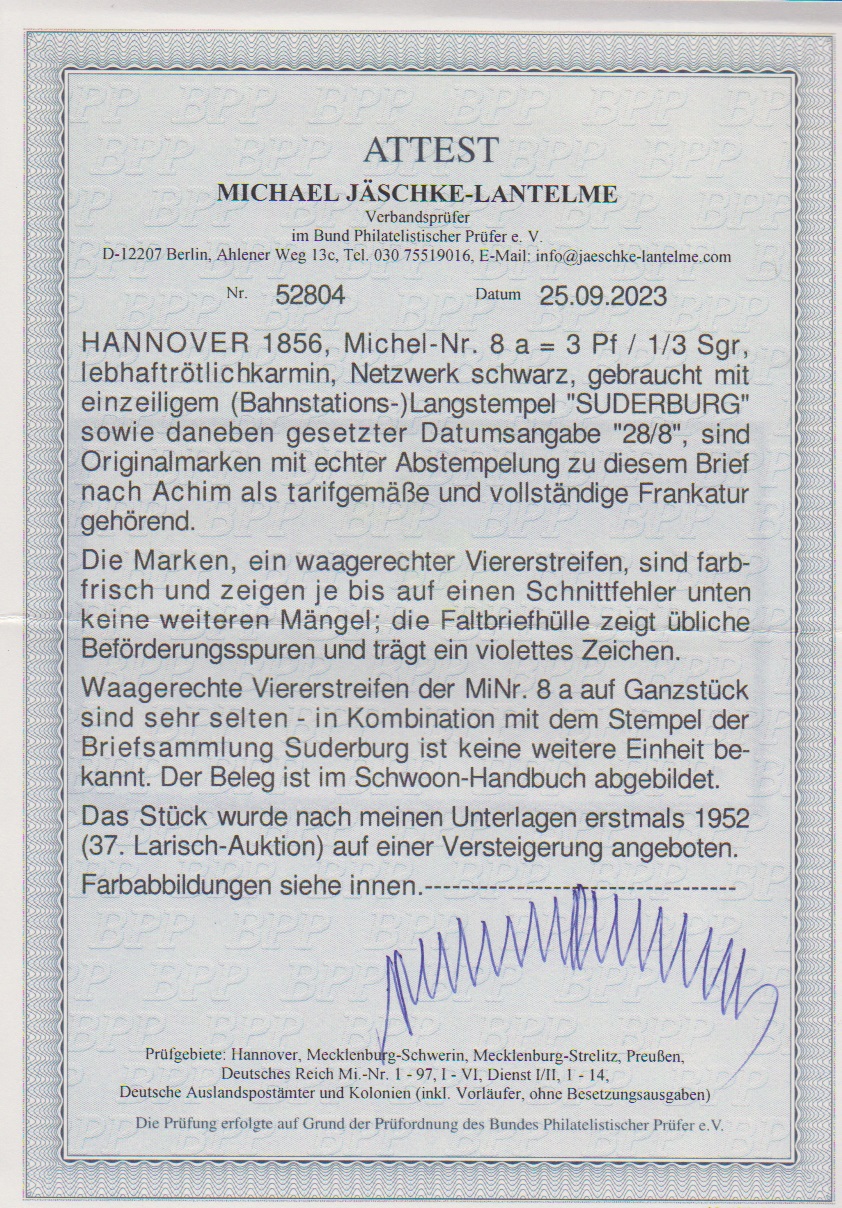 ATTEST
MICHAEL JÄSCHKE-LANTELME
Verbandsprüfer
im Bund Philatelistischer Prüfer e. V.
D-12207 Berlin, Ahlener Weg 13c, Tel. 030 75519016, E-Mail: info@jaeschke-lantelme.com
Nr. 52804 Datum 25.09.2023
HANNOVER 1856, Michel-Nr. 8 a = 3 Pf / 1/3 Sgr,
lebhaftrötlichkarmin, Netzwerk schwarz, gebraucht mit
einzeiligem (Bahnstations-)Langstempel "SUDERBURG"
sowie daneben gesetzter Datumsangabe "28/8", sind
Originalmarken mit echter Abstempelung zu diesem Brief
nach Achim als tarifgemäße und vollständige Frankatur
gehörend.
Die Marken, ein waagerechter Viererstreifen, sind farb-
frisch und zeigen je bis auf einen Schnittfehler unten
keine weiteren Mängel; die Faltbriefhülle zeigt übliche
Beförderungsspuren und trägt ein violettes Zeichen.
Waagerechte Viererstreifen der MiNr. 8 a auf Ganzstück
sind sehr selten - in Kombination mit dem Stempel der
Briefsammlung Suderburg ist keine weitere Einheit be-
kannt. Der Beleg ist im Schwoon-Handbuch abgebildet.
Das Stück wurde nach meinen Unterlagen erstmals 1952
(37. Larisch-Auktion) auf einer Versteigerung angeboten.
Farbabbildungen siehe innen.--------------------------------
Prüfgebiete: Hannover, Mecklenburg-Schwerin, Mecklenburg-Strelitz, Preußen,
Deutsches Reich Mi.-Nr. 1 - 97, I - VI, Dienst I/II, 1 - 14,
Deutsche Auslandspostämter und Kolonien (inkl. Vorläufer, ohne Besetzungsausgaben)
Die Prüfung erfolgte auf Grund der Prüfordnung des Bundes Philatelistischer Prüfer e.V.